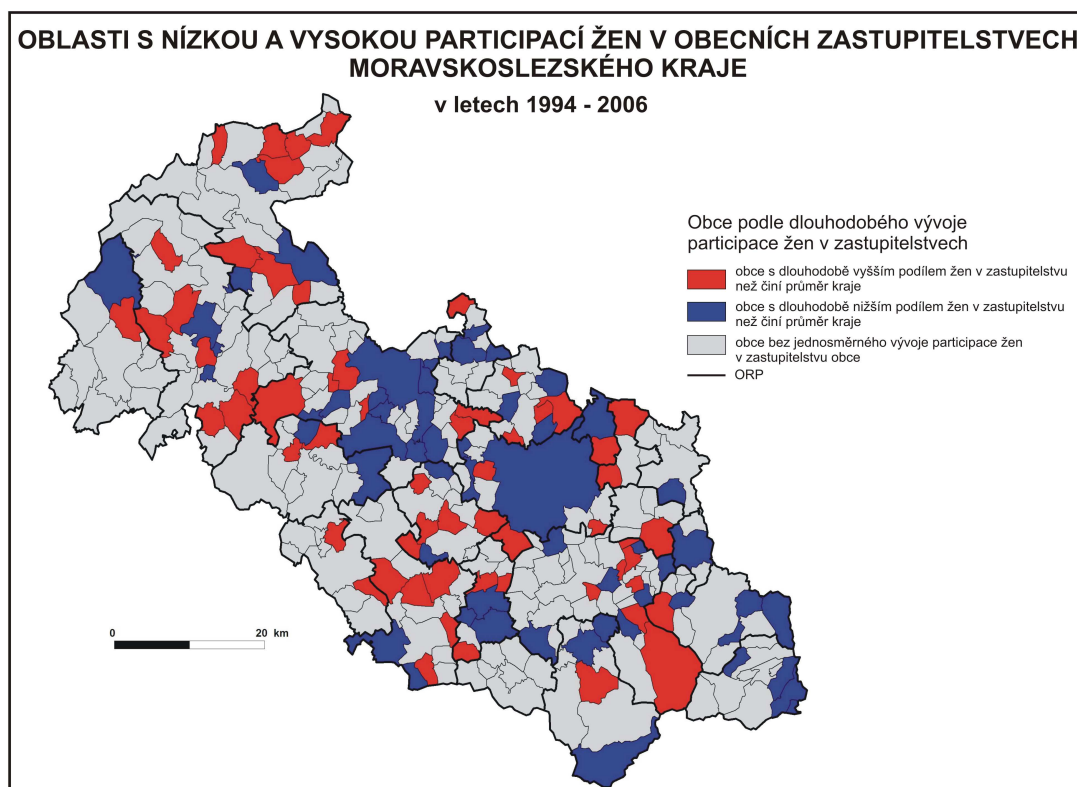 OBLASTI S NÍZKOU A VYSOKOU PARTICIPACÍ ŽEN V OBECNÍCH ZASTUPITELSTVECH
MORAVSKOSLEZSKÉHO KRAJE
v letech 1994 - 2006
Obce podle dlouhodobého vývoje
participace žen v zastupitelstvech
obce s dlouhodobě vyšším podílem žen v zastupitelstvu
než činí průměr kraje
obce s dlouhodobě nižším podílem žen v zastupitelstvu
než činí průměr kraje
obce bez jednosměrného vývoje participace žen
v zastupitelstvu obce
ORP
0 20 km